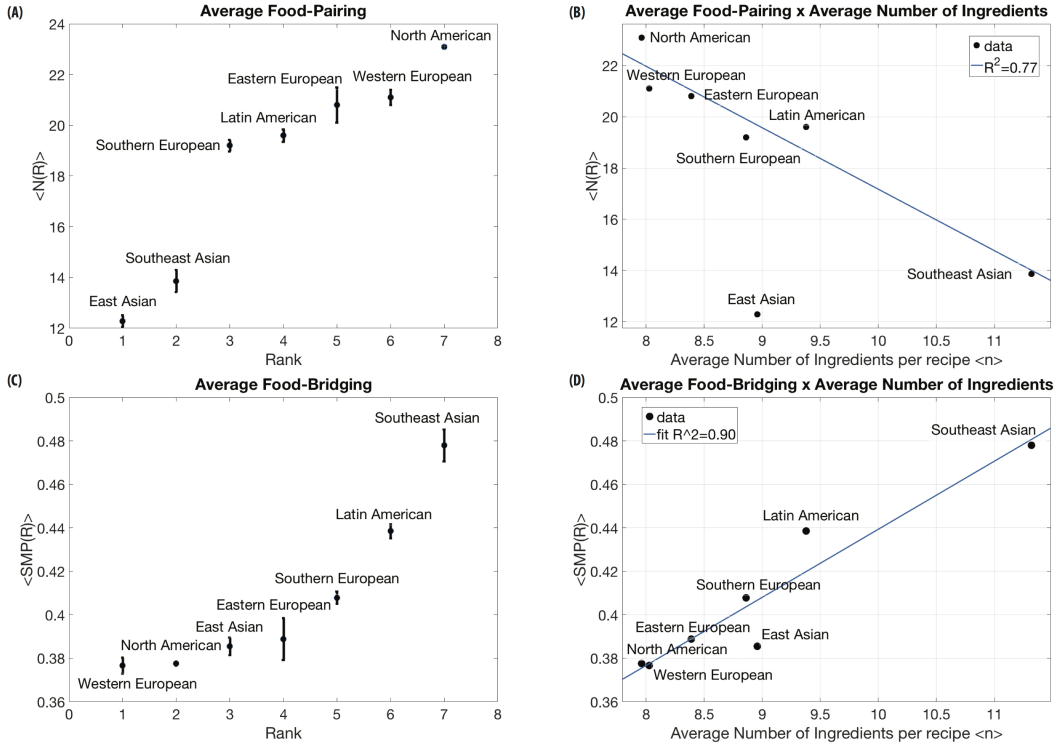 (A)
Average Food-Pairing
24
22
20
18
16
14
12
<N(R)>
North American
Eastern European
Western European
Latin American
Southern European
Southeast Asian
East Asian
0 1 2 3 4 5 6 7 8
Rank
(B)
Average Food-Pairing x Average Number of Ingredients
22
20
18
16
14
12
<N(R)>
data
R²=0.77
North American
Western European
Eastern European
Latin American
Southern European
Southeast Asian
East Asian
8 8.5 9 9.5 10 10.5 11
Average Number of Ingredients per recipe <n>
(C)
Average Food-Bridging
0.5
0.48
0.46
0.44
0.42
0.4
0.38
0.36
<SMP(R)>
Southeast Asian
Latin American
Southern European
Eastern European
East Asian
North American
Western European
0 1 2 3 4 5 6 7 8
Rank
(D)
Average Food-Bridging x Average Number of Ingredients
0.5
0.48
0.46
0.44
0.42
0.4
0.38
0.36
<SMP(R)>
data
fit R^2=0.90
Southeast Asian
Latin American
Southern European
Eastern European
East Asian
North American
Western European
8 8.5 9 9.5 10 10.5 11
Average Number of Ingredients per recipe <n>